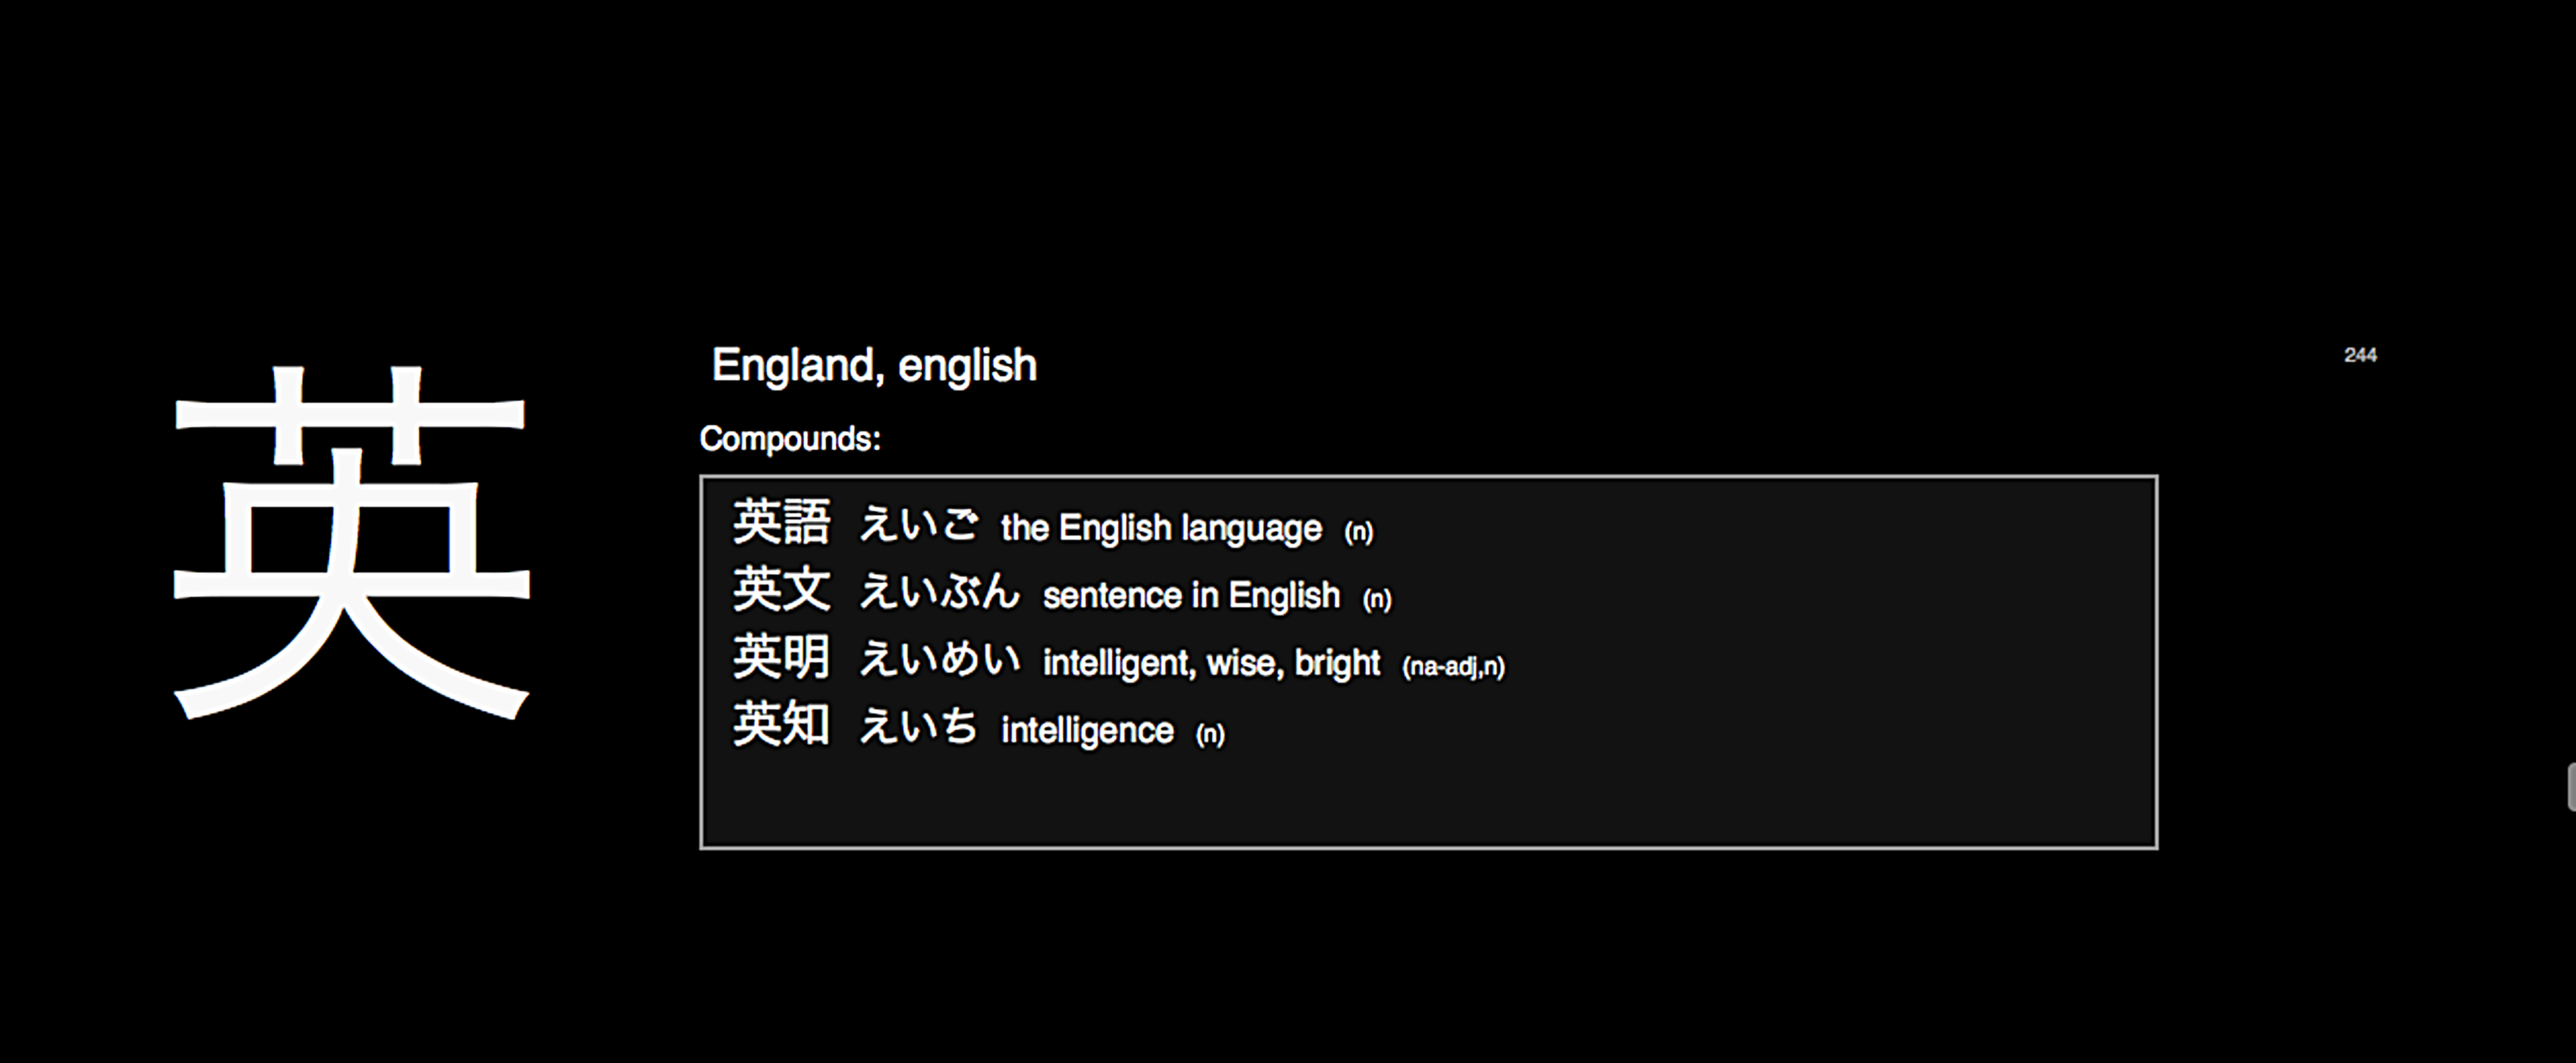 英
England, english
244
Compounds:
英語 えいご the English language (n)
英文 えいぶん sentence in English (n)
英明 えいめい intelligent, wise, bright (na-adj,n)
英知 えいち intelligence (n)